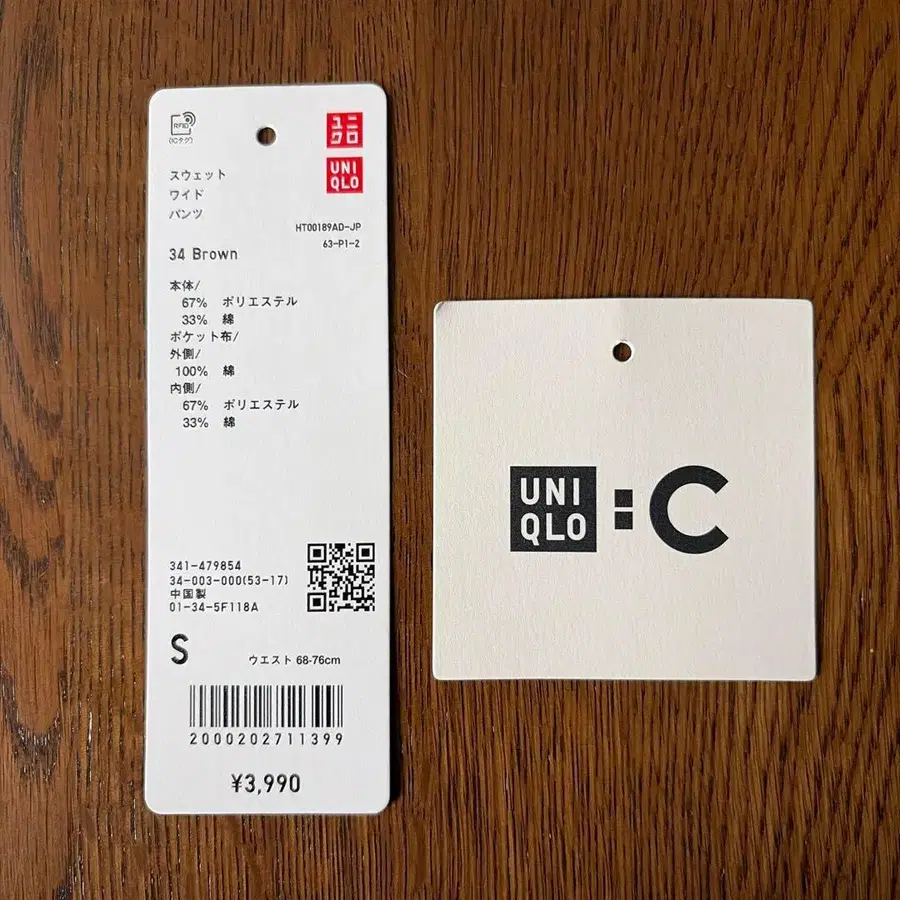 RFID
(ICタグ)
ユニ
クロ
UNI
QLO
スウェット
ワイド
パンツ
HT00189AD-JP
63-P1-2
34 Brown
本体/
67% ポリエステル
33% 綿
ポケット布/
外側/
100% 綿
内側/
67% ポリエステル
33% 綿
341-479854
34-003-000(53-17)
中国製
01-34-5F118A
S
ウエスト 68-76cm
2000202711399
¥3,990
UNI
QLO : C